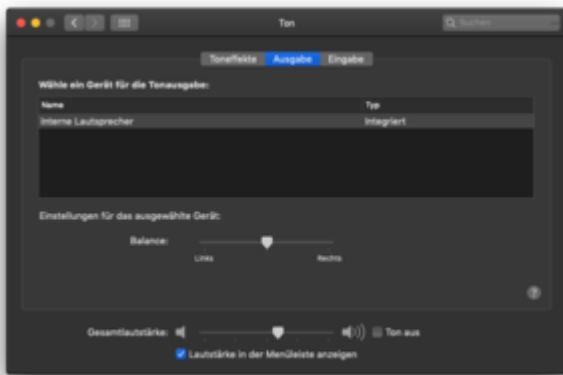 Ton
Suchen
Toneffekte Ausgabe Eingabe
Wähle ein Gerät für die Tonausgabe:
Name Typ
Interne Lautsprecher Integriert
Einstellungen für das ausgewählte Gerät:
Balance:
Links Rechts
?
Gesamtlautstärke: Ton aus
Lautstärke in der Menüleiste anzeigen